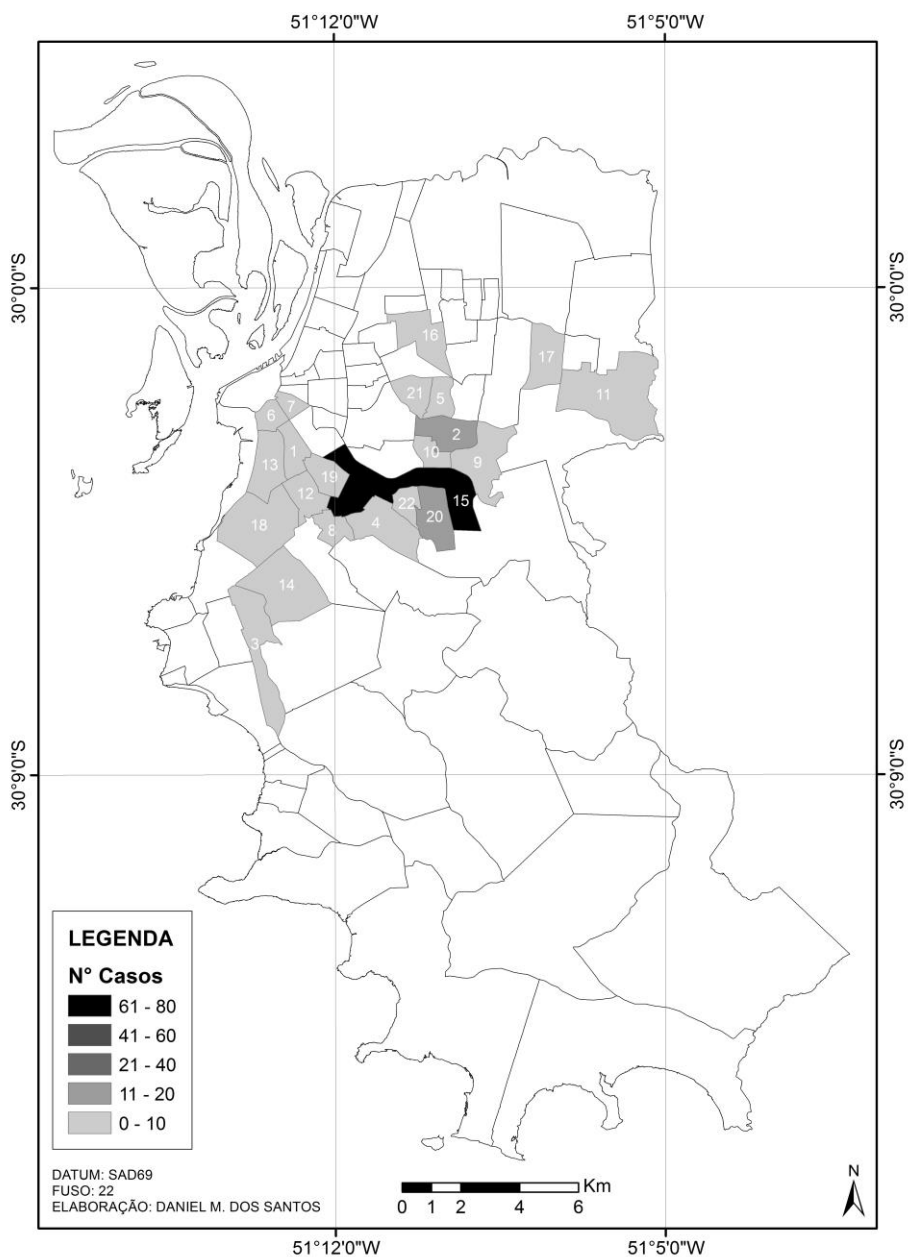 51°12'0"W 51°5'0"W
30°0'0"S 30°0'0"S
16
17
11
21 5
7
6
2
1
10
9
13
19
12
15
22
18
8 4 20
14
3
30°9'0"S 30°9'0"S
LEGENDA
N° Casos
61 - 80
41 - 60
21 - 40
11 - 20
0 - 10
DATUM: SAD69
FUSO: 22
ELABORAÇÃO: DANIEL M. DOS SANTOS
Km
0 1 2 4 6
N
51°12'0"W 51°5'0"W